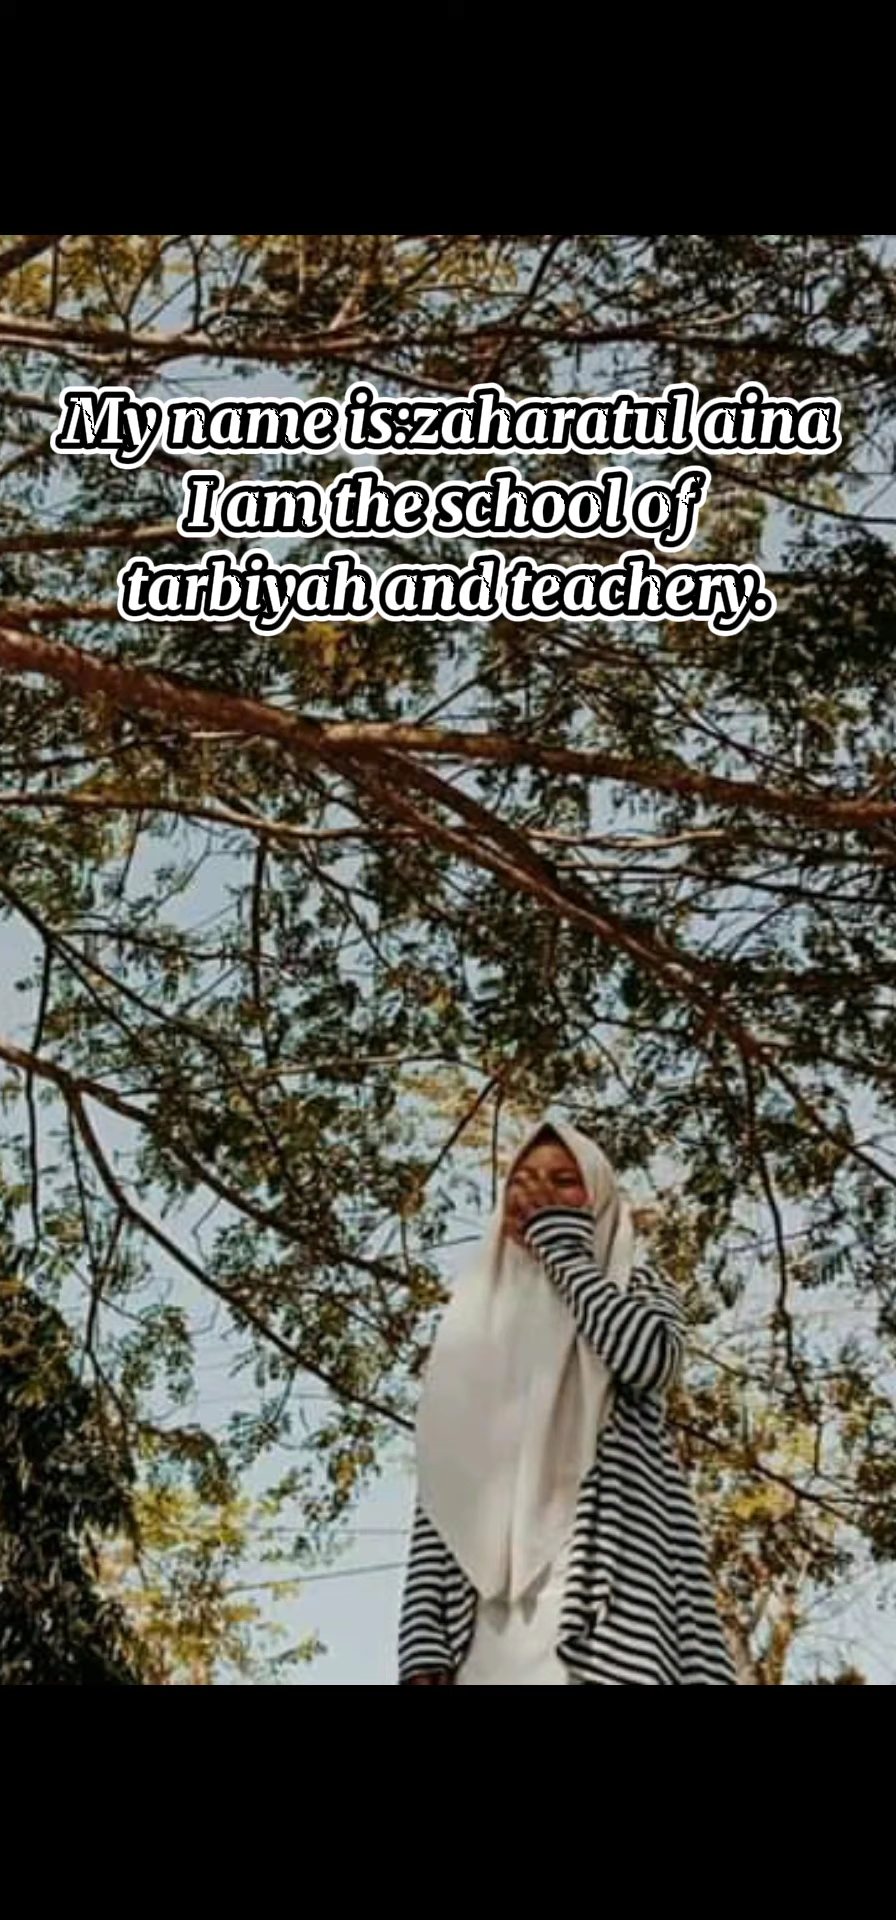 My name is:zaharatul aina
I am the school of
tarbiyah and teachery.